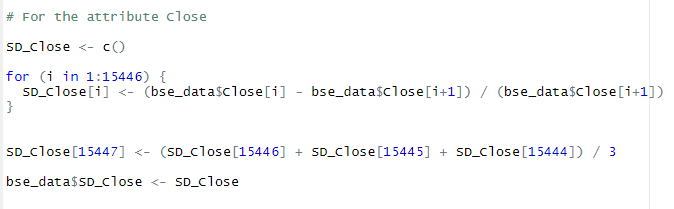 # For the attribute Close
SD_Close <- c()
for (i in 1:15446) {
SD_Close[i] <- (bse_data$Close[i] - bse_data$Close[i+1]) / (bse_data$Close[i+1])
}
SD_Close[15447] <- (SD_Close[15446] + SD_Close[15445] + SD_Close[15444]) / 3
bse_data$SD_Close <- SD_Close